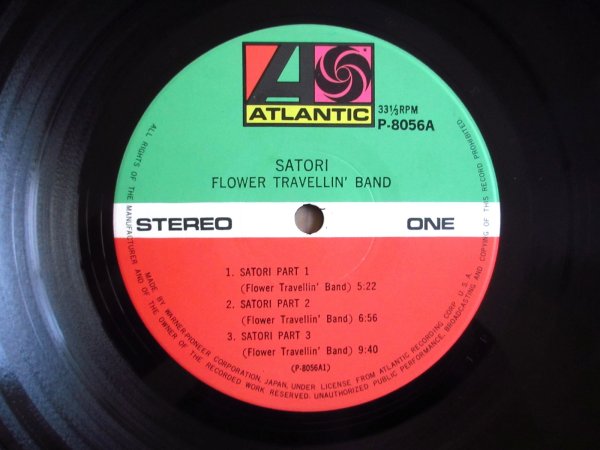 ATLANTIC
33⅓RPM
P-8056A
SATORI
FLOWER TRAVELLIN' BAND
STEREO
ONE
1. SATORI PART 1
(Flower Travellin' Band) 5:22
2. SATORI PART 2
(Flower Travellin' Band) 6:56
3. SATORI PART 3
(Flower Travellin' Band) 9:40
(P-8056A1)
ALL RIGHTS OF THE MANUFACTURER AND OF THE OWNER OF THE RECORDED WORK RESERVED. UNAUTHORIZED PUBLIC PERFORMANCE, BROADCASTING AND COPYING OF THIS RECORD PROHIBITED
MADE BY WARNER-PIONEER CORPORATION, JAPAN, UNDER LICENSE FROM ATLANTIC RECORDING CORP. U.S.A.